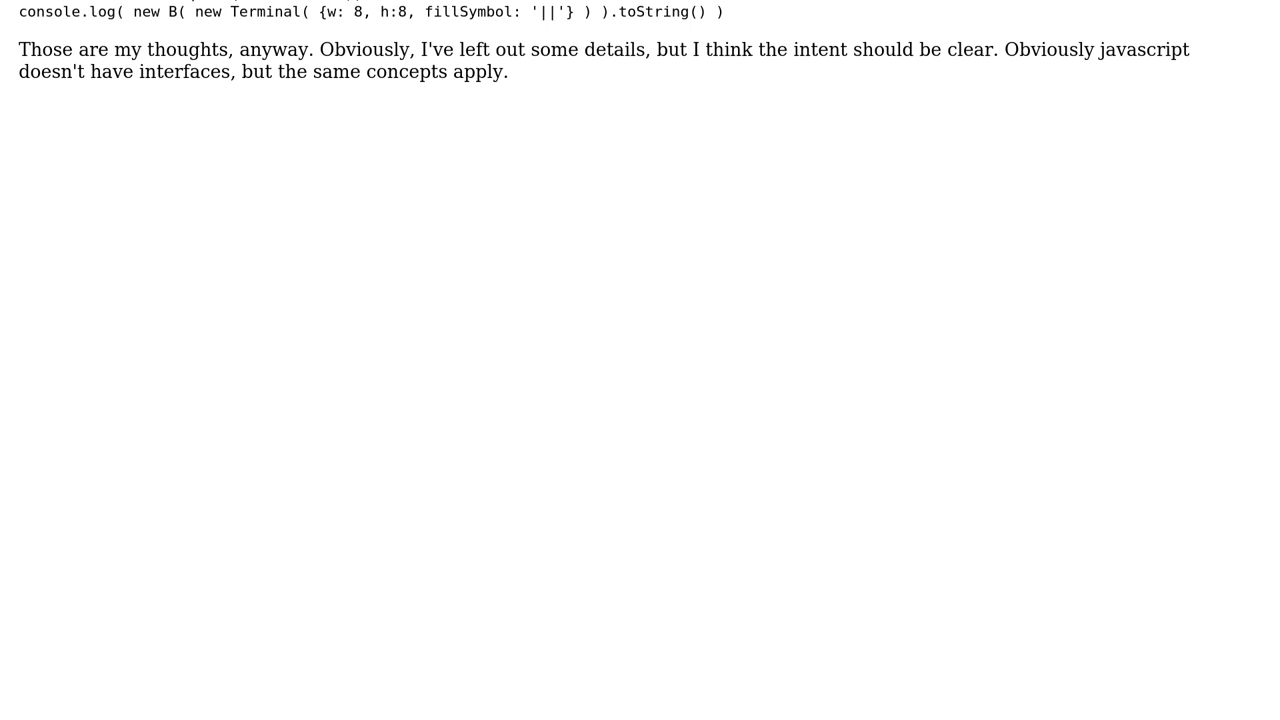 console.log( new B( new Terminal( {w: 8, h:8, fillSymbol: '||'} ) ).toString() )
Those are my thoughts, anyway. Obviously, I've left out some details, but I think the intent should be clear. Obviously javascript
doesn't have interfaces, but the same concepts apply.